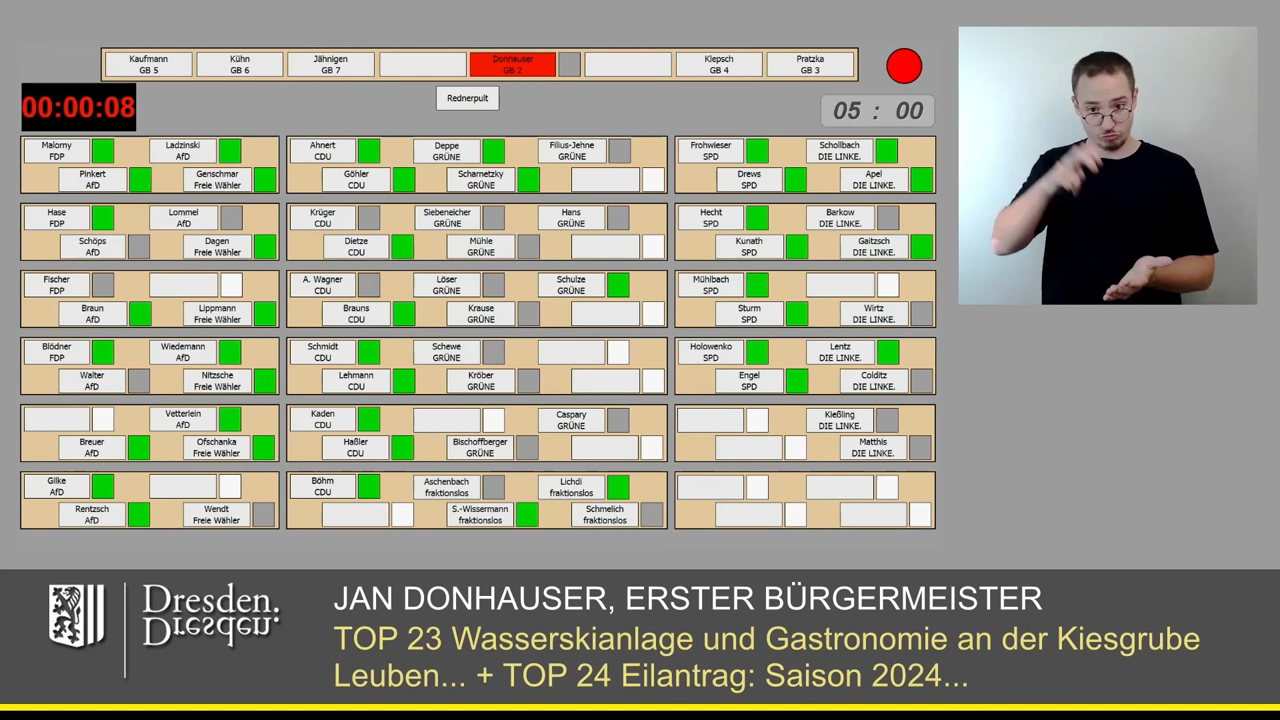 Kaufmann
GB 5
Kühn
GB 6
Jähnigen
GB 7
Donhauser
GB 2
Klepsch
GB 4
Pratzka
GB 3
00:00:08
Rednerpult
05 : 00
Malorny
FDP
Ladzinski
AfD
Pinkert
AfD
Genschmar
Freie Wähler
Ahnert
CDU
Deppe
GRÜNE
Filius-Jehne
GRÜNE
Göhler
CDU
Scharnetzky
GRÜNE
Frohwieser
SPD
Schollbach
DIE LINKE.
Drews
SPD
Apel
DIE LINKE.
Hase
FDP
Lommel
AfD
Schöps
AfD
Dagen
Freie Wähler
Krüger
CDU
Siebeneicher
GRÜNE
Hans
GRÜNE
Dietze
CDU
Mühle
GRÜNE
Hecht
SPD
Barkow
DIE LINKE.
Kunath
SPD
Gaitzsch
DIE LINKE.
Fischer
FDP
Braun
AfD
Lippmann
Freie Wähler
A. Wagner
CDU
Löser
GRÜNE
Schulze
GRÜNE
Brauns
CDU
Krause
GRÜNE
Mühlbach
SPD
Sturm
SPD
Wirtz
DIE LINKE.
Blödner
FDP
Wiedemann
AfD
Walter
AfD
Nitzsche
Freie Wähler
Schmidt
CDU
Schewe
GRÜNE
Lehmann
CDU
Kröber
GRÜNE
Holowenko
SPD
Lentz
DIE LINKE.
Engel
SPD
Colditz
DIE LINKE.
Vetterlein
AfD
Breuer
AfD
Ofschanka
Freie Wähler
Kaden
CDU
Caspary
GRÜNE
Haßler
CDU
Bischoffberger
GRÜNE
Kießling
DIE LINKE.
Matthis
DIE LINKE.
Gilke
AfD
Rentzsch
AfD
Wendt
Freie Wähler
Böhm
CDU
Aschenbach
fraktionslos
Lichdi
fraktionslos
S.-Wissermann
fraktionslos
Schmelich
fraktionslos
Dresden.
Dresden.
JAN DONHAUSER, ERSTER BÜRGERMEISTER
TOP 23 Wasserskianlage und Gastronomie an der Kiesgrube
Leuben... + TOP 24 Eilantrag: Saison 2024...